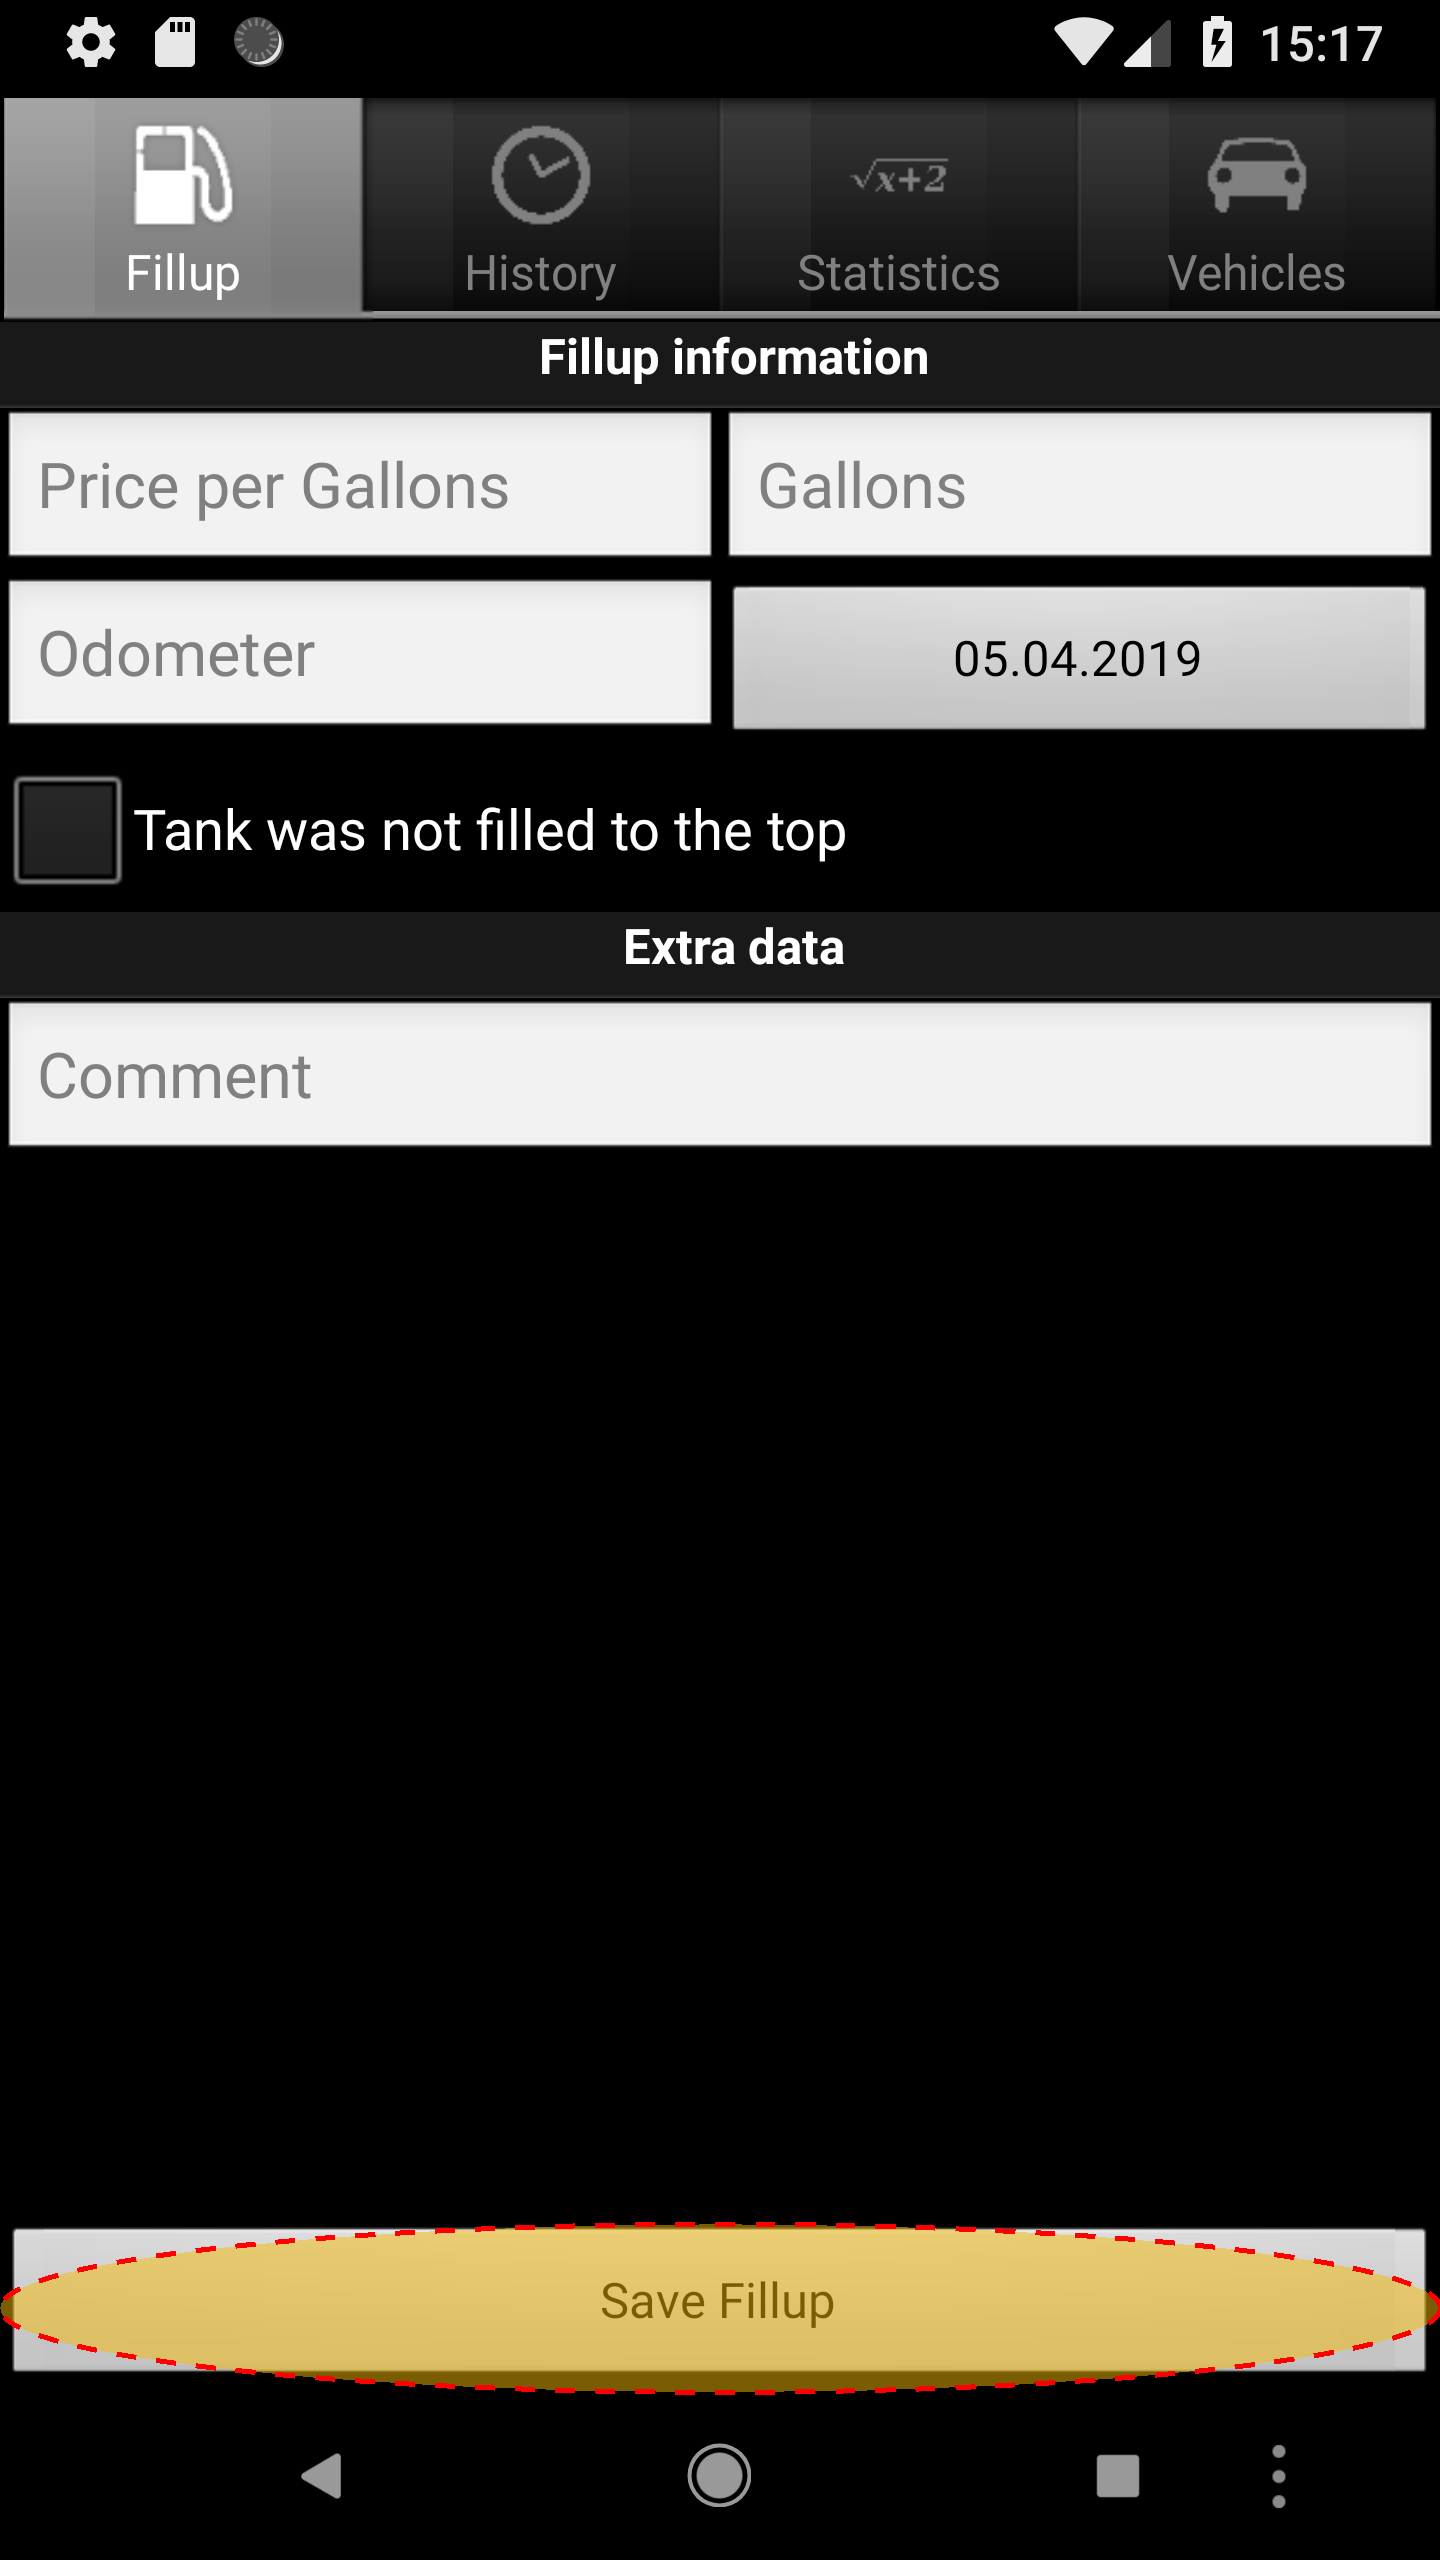 15:17
Fillup
History
√x+2
Statistics
Vehicles
Fillup information
Price per Gallons
Gallons
Odometer
05.04.2019
Tank was not filled to the top
Extra data
Comment
Save Fillup